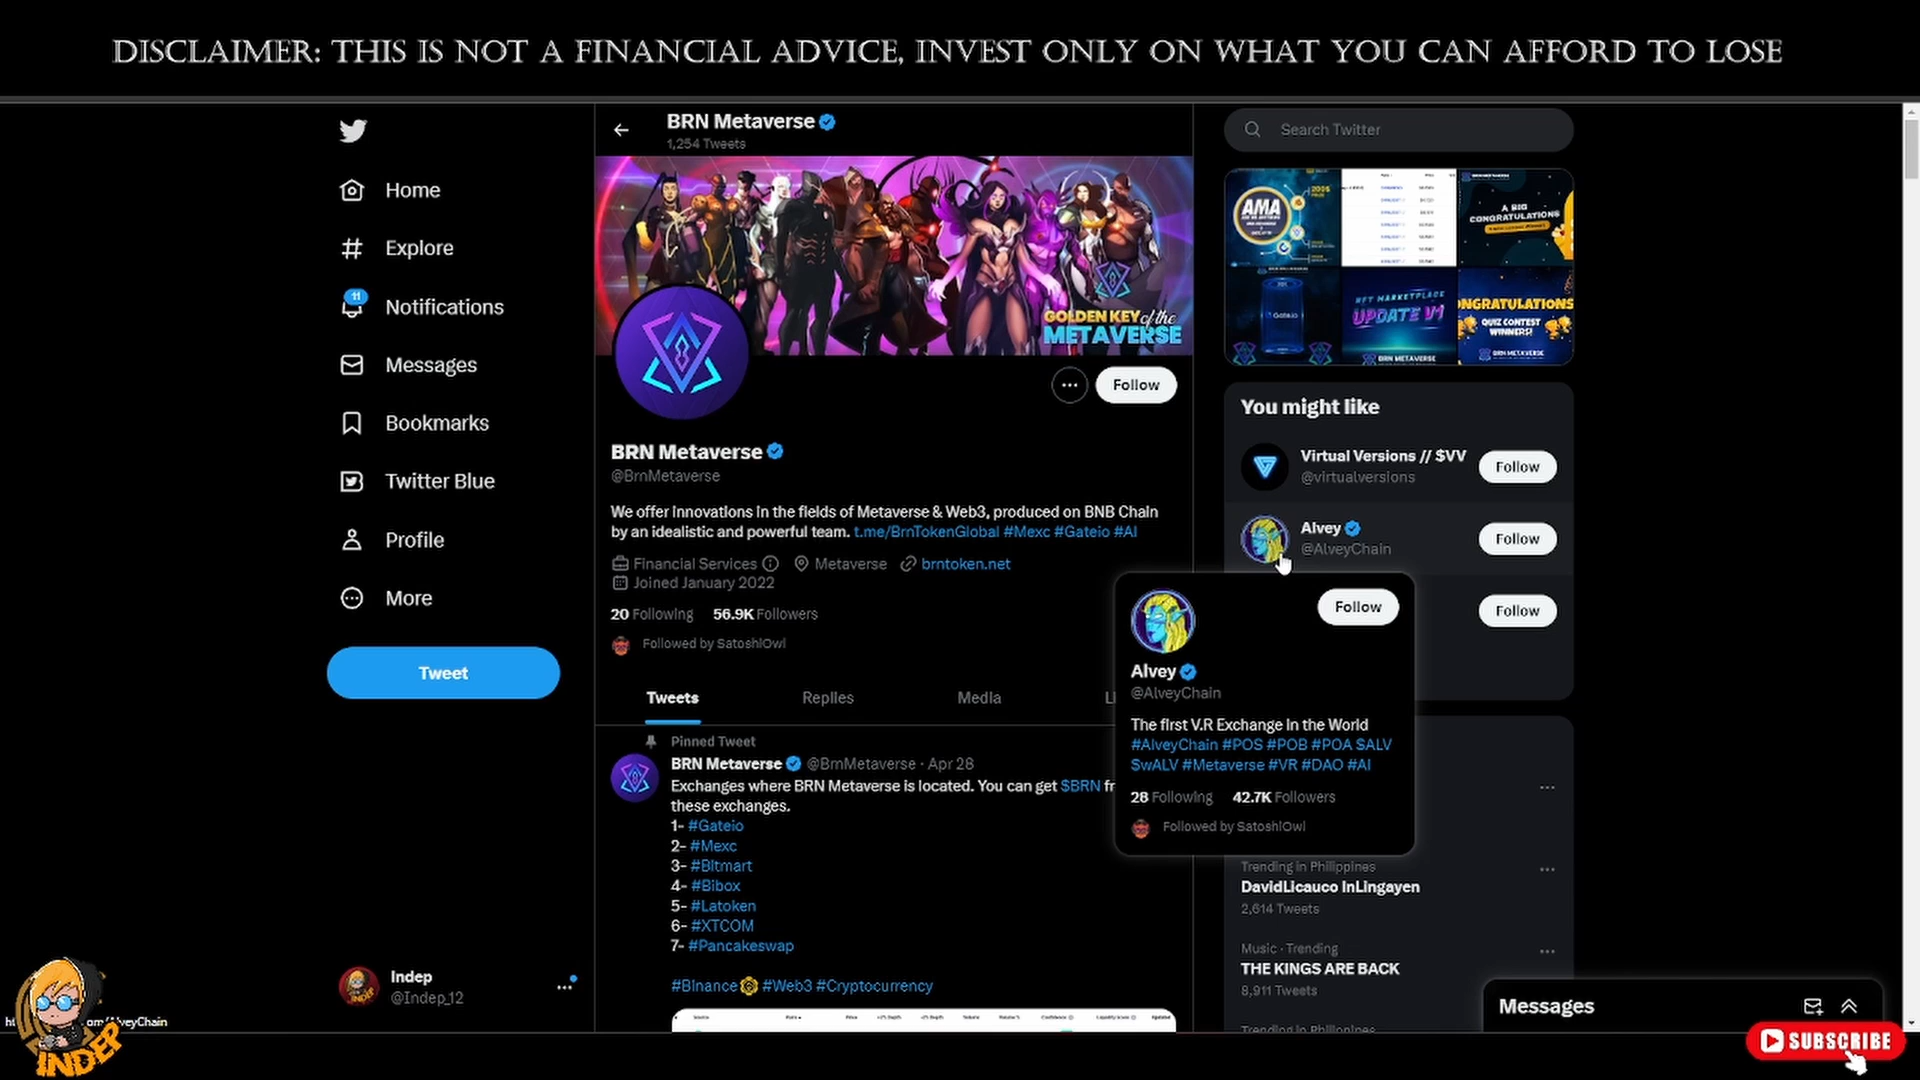 DISCLAIMER: THIS IS NOT A FINANCIAL ADVICE, INVEST ONLY ON WHAT YOU CAN AFFORD TO LOSE
Home
Explore
11
Notifications
Messages
Bookmarks
Twitter Blue
Profile
More
Tweet
Indep
@Indep_12
INDEP
BRN Metaverse
1,254 Tweets
GOLDEN KEY of the
METAVERSE
Follow
BRN Metaverse
@BrnMetaverse
We offer innovations in the fields of Metaverse & Web3, produced on BNB Chain
by an idealistic and powerful team. t.me/BrnTokenGlobal #Mexc #Gateio #AI
Financial Services Metaverse brntoken.net
Joined January 2022
20 Following 56.9K Followers
Followed by SatoshiOwl
Tweets Replies Media
Pinned Tweet
BRN Metaverse @BrnMetaverse · Apr 28
Exchanges where BRN Metaverse is located. You can get $BRN
these exchanges.
1- #Gateio
2- #Mexc
3- #Bitmart
4- #Bibox
5- #Latoken
6- #XTCOM
7- #Pancakeswap
#Binance #Web3 #Cryptocurrency
Search Twitter
AMA
200$
A BIG
CONGRATULATIONS
Gate.io
NFT MARKETPLACE
UPDATE V1
BRN METAVERSE
ONGRATULATIONS
QUIZ CONTEST
WINNERS!
BRN METAVERSE
You might like
Virtual Versions // $VV
@virtualversions
Follow
Alvey
@AlveyChain
Follow
Follow
Follow
Alvey
@AlveyChain
The first V.R Exchange in the World
#AlveyChain #POS #POB #POA $ALV
$wALV #Metaverse #VR #DAO #AI
28 Following 42.7K Followers
Followed by SatoshiOwl
Trending in Philippines
DavidLicauco InLingayen
2,614 Tweets
Music · Trending
THE KINGS ARE BACK
8,911 Tweets
Trending in Philippines
Messages
SUBSCRIBE